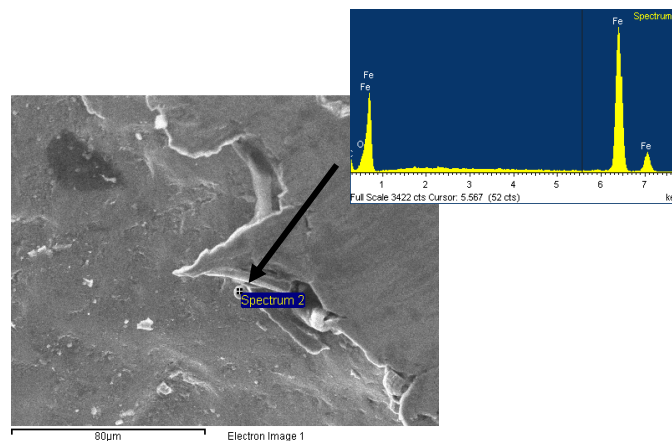 Spectrum
Fe
Fe
Fe
Fe
O
1 2 3 4 5 6 7
Full Scale 3422 cts Cursor: 5.567 (52 cts)
ke
Spectrum 2
80µm
Electron Image 1